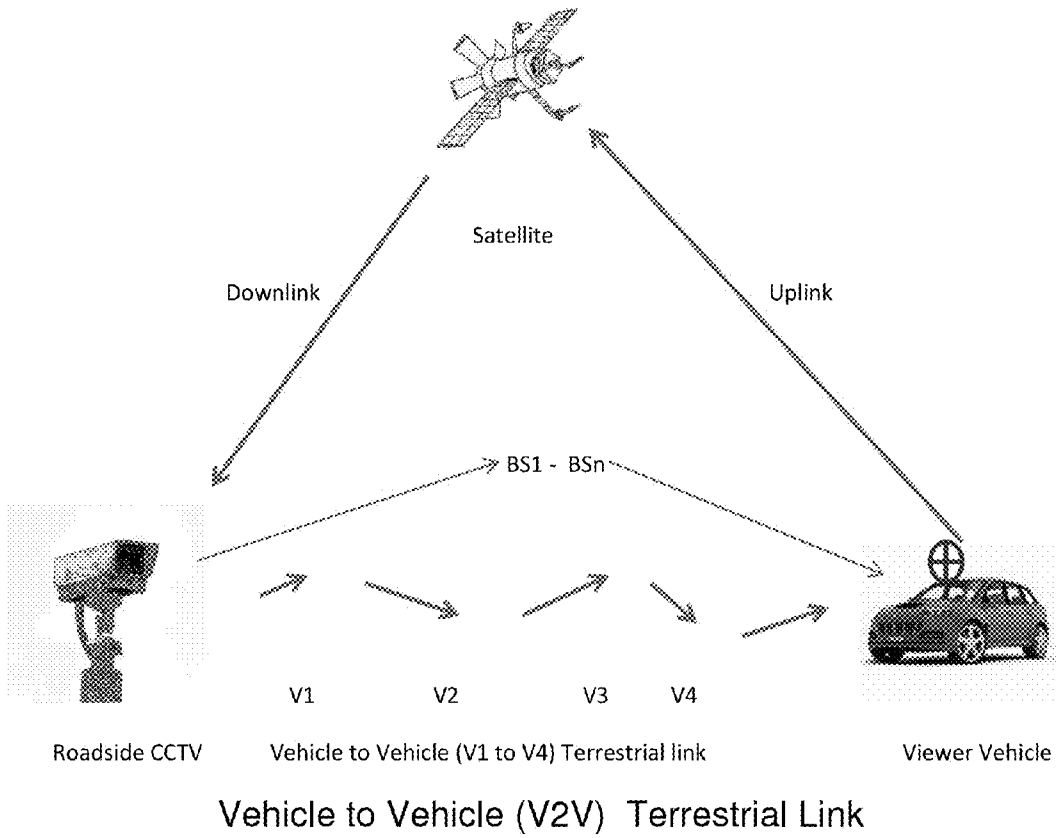 Satellite
Downlink
Uplink
BS1 - BSn
V1 V2 V3 V4
Roadside CCTV Vehicle to Vehicle (V1 to V4) Terrestrial link Viewer Vehicle
Vehicle to Vehicle (V2V) Terrestrial Link